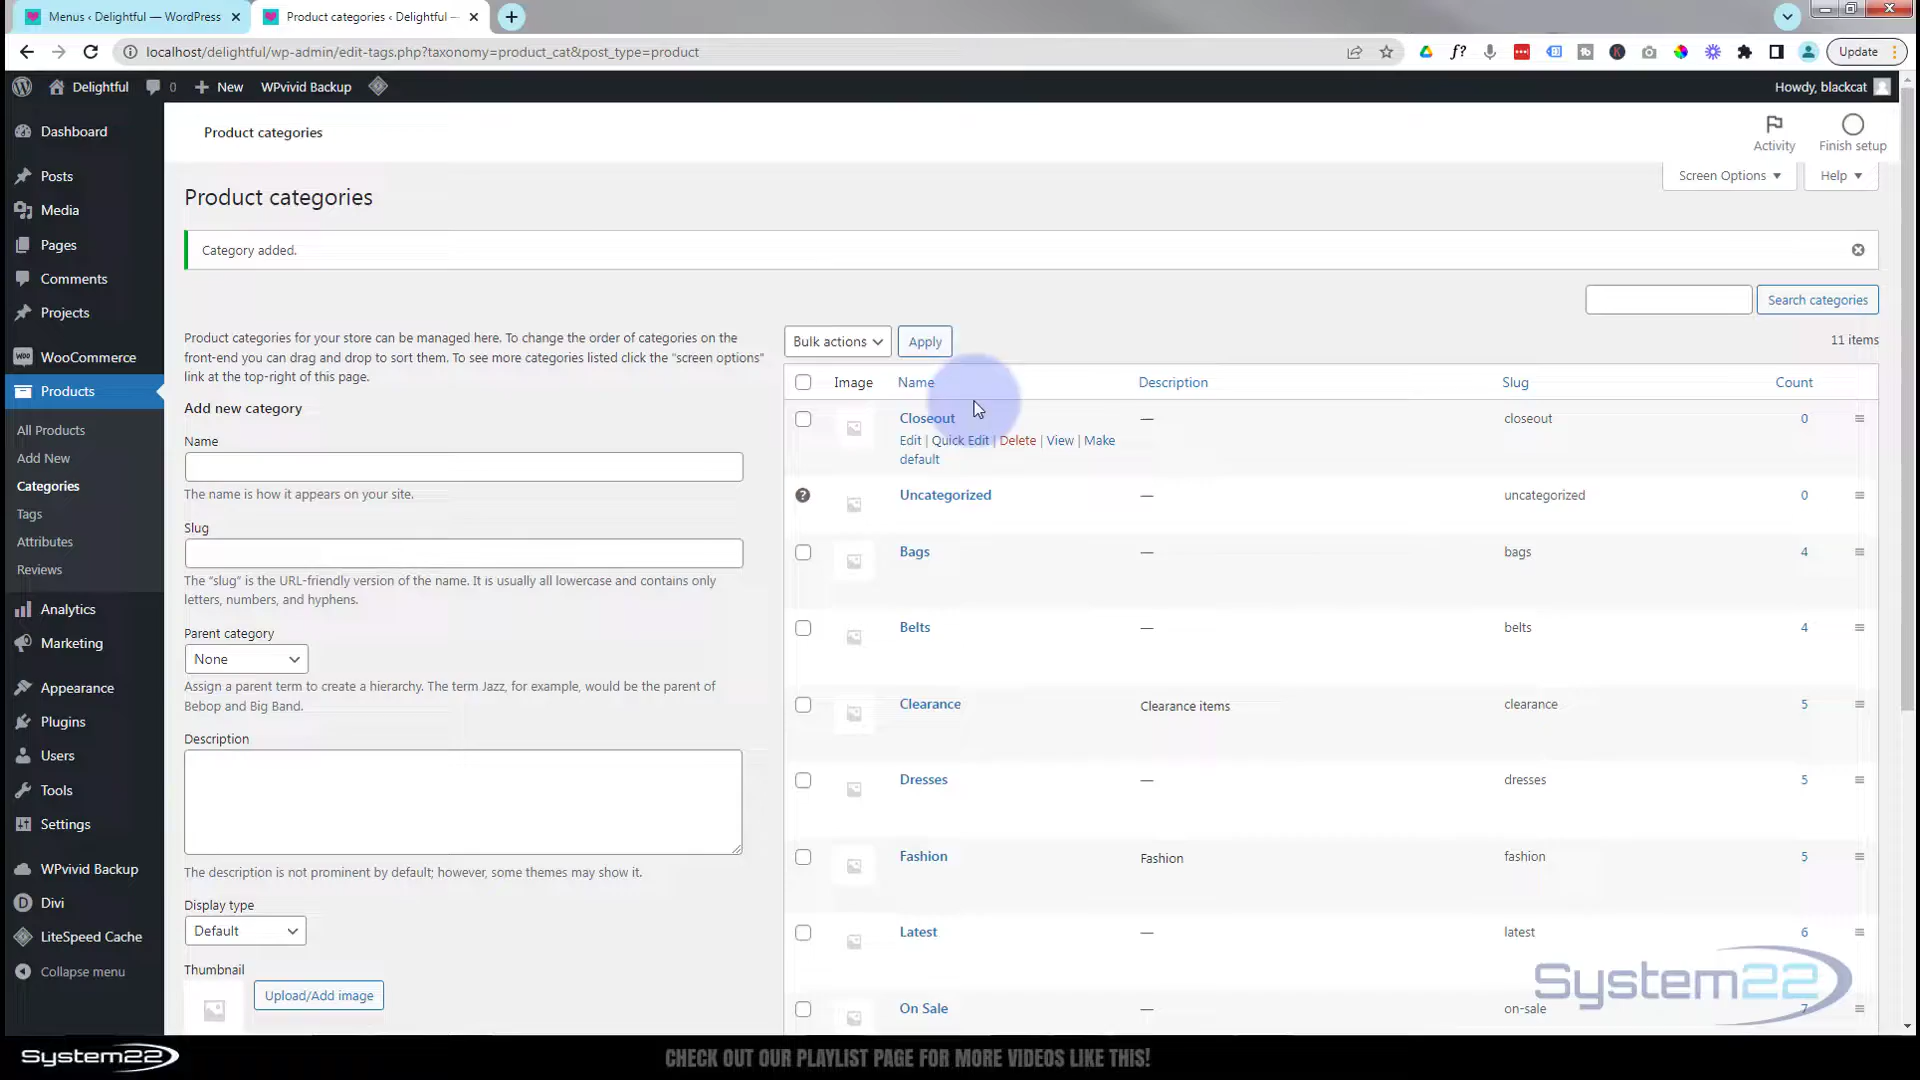 Menus ‹ Delightful — WordPress
Product categories ‹ Delightful —
localhost/delightful/wp-admin/edit-tags.php?taxonomy=product_cat&post_type=product
Update
Delightful 0 New WPvivid Backup
Howdy, blackcat
Dashboard
Posts
Media
Pages
Comments
Projects
WooCommerce
Products
All Products
Add New
Categories
Tags
Attributes
Reviews
Analytics
Marketing
Appearance
Plugins
Users
Tools
Settings
WPvivid Backup
Divi
LiteSpeed Cache
Collapse menu
Product categories
Activity
Finish setup
Screen Options
Help
Product categories
Category added.
Search categories
Product categories for your store can be managed here. To change the order of categories on the
front-end you can drag and drop to sort them. To see more categories listed click the "screen options"
link at the top-right of this page.
Add new category
Name
The name is how it appears on your site.
Slug
The "slug" is the URL-friendly version of the name. It is usually all lowercase and contains only
letters, numbers, and hyphens.
Parent category
None
Assign a parent term to create a hierarchy. The term Jazz, for example, would be the parent of
Bebop and Big Band.
Description
The description is not prominent by default; however, some themes may show it.
Display type
Default
Thumbnail
Upload/Add image
Bulk actions
Apply
11 items
Image Name Description Slug Count
Closeout — closeout 0
Edit | Quick Edit | Delete | View | Make
default
Uncategorized — uncategorized 0
Bags — bags 4
Belts — belts 4
Clearance Clearance items clearance 5
Dresses — dresses 5
Fashion Fashion fashion 5
Latest — latest 6
On Sale — on-sale 7
System22
System22
CHECK OUT OUR PLAYLIST PAGE FOR MORE VIDEOS LIKE THIS!